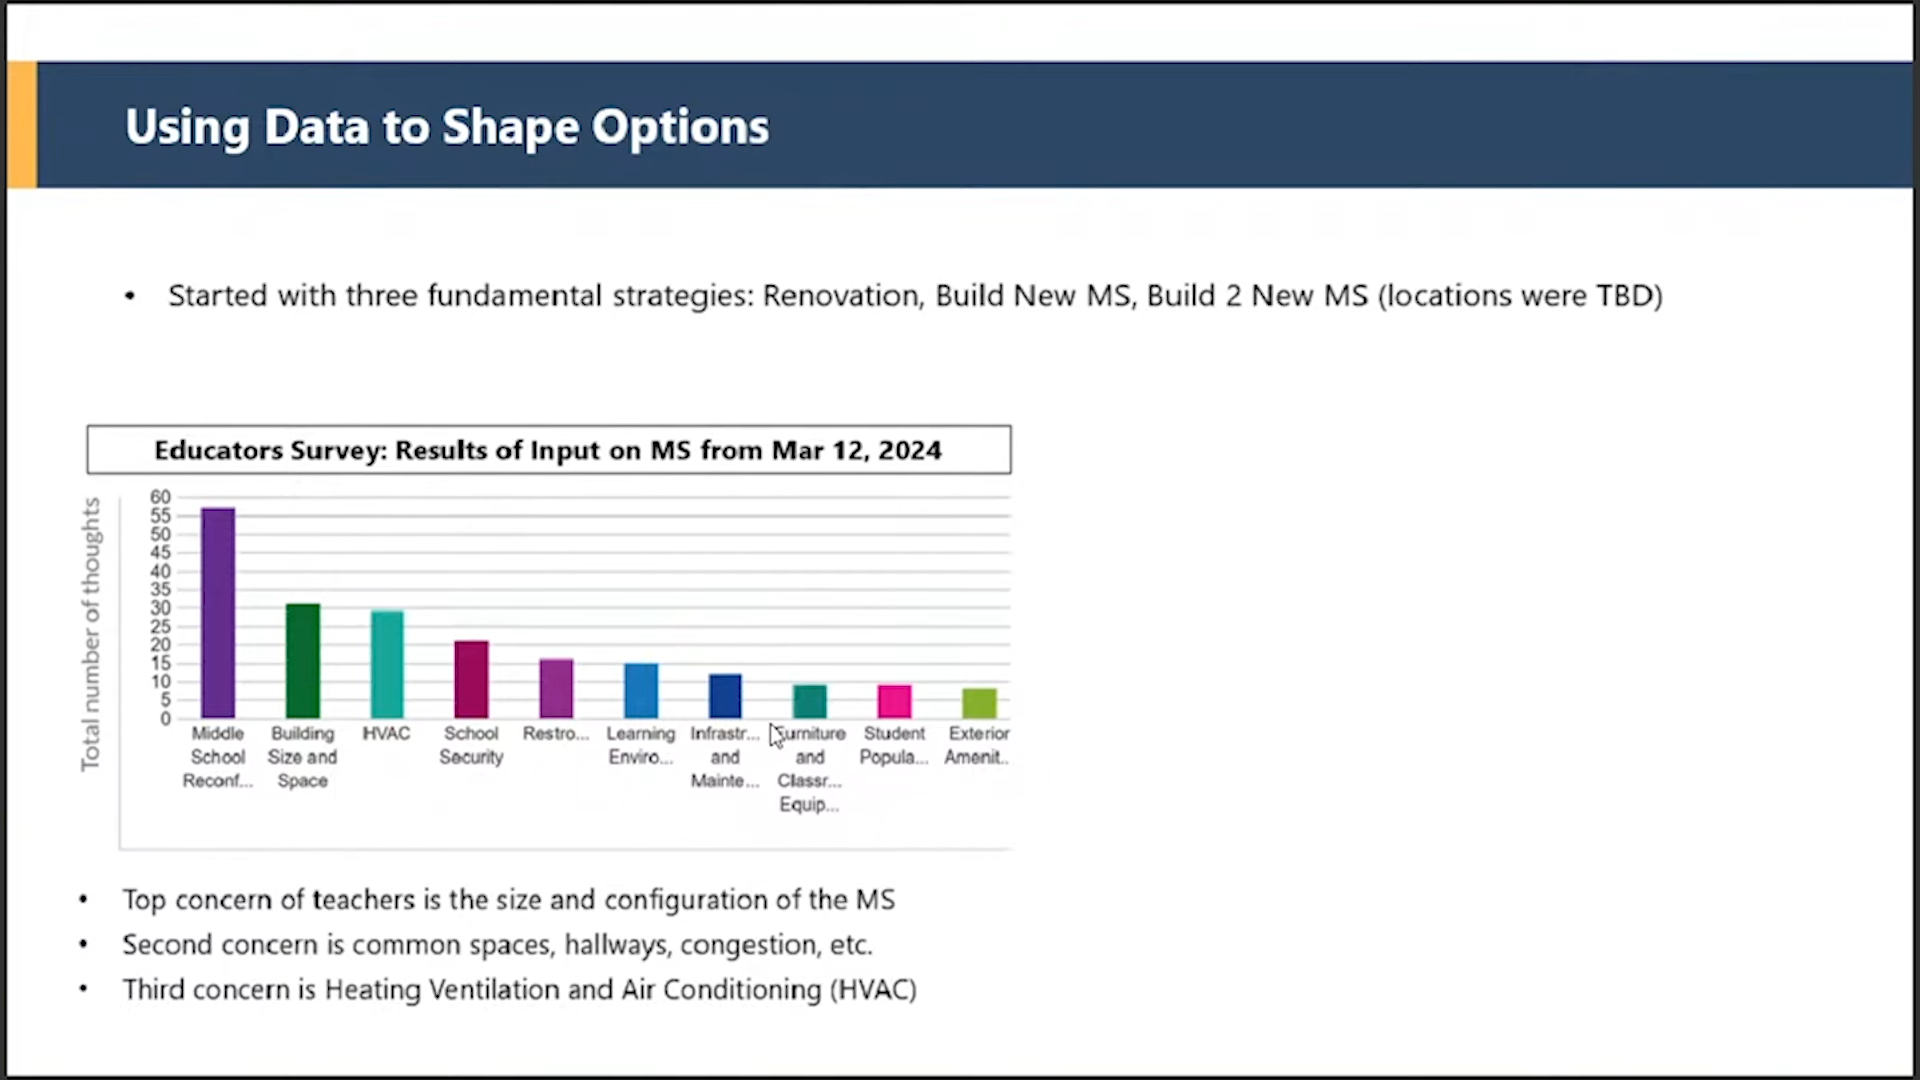 Using Data to Shape Options
• Started with three fundamental strategies: Renovation, Build New MS, Build 2 New MS (locations were TBD)
Educators Survey: Results of Input on MS from Mar 12, 2024
Total number of thoughts
60
55
50
45
40
35
30
25
20
15
10
5
0
Middle
School
Reconf...
Building
Size and
Space
HVAC
School
Security
Restro...
Learning
Enviro...
Infrastr...
and
Mainte...
Furniture
and
Classr...
Equip...
Student
Popula...
Exterior
Amenit..
• Top concern of teachers is the size and configuration of the MS
• Second concern is common spaces, hallways, congestion, etc.
• Third concern is Heating Ventilation and Air Conditioning (HVAC)